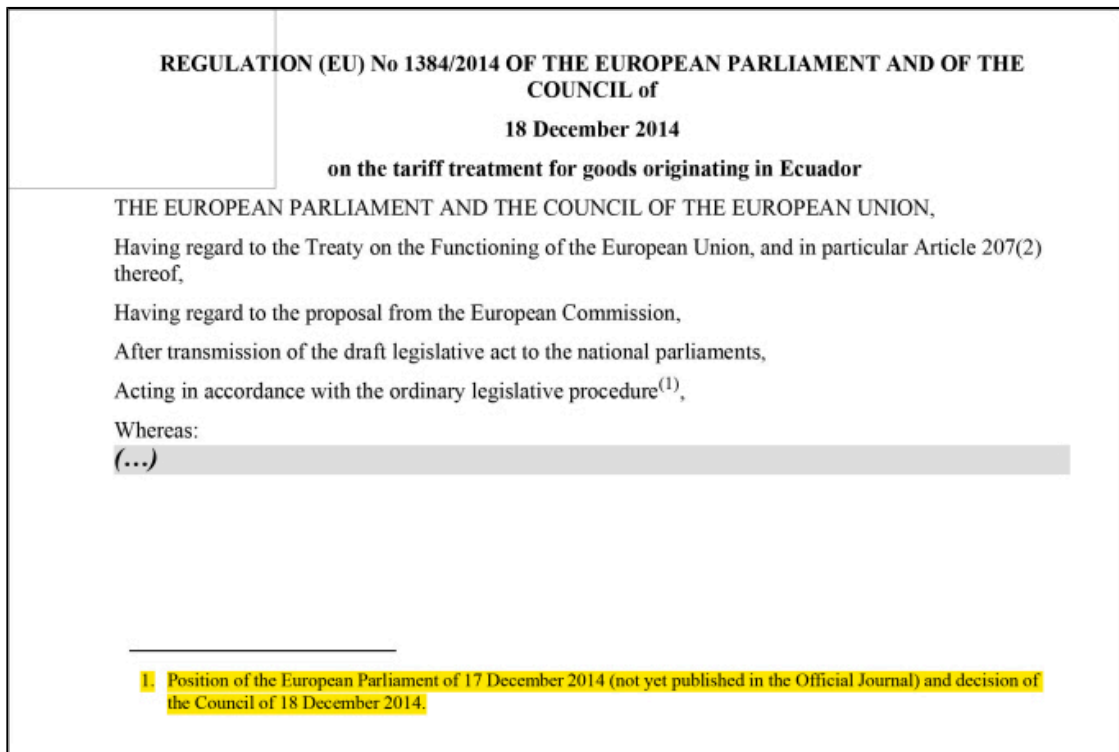 REGULATION (EU) No 1384/2014 OF THE EUROPEAN PARLIAMENT AND OF THE
COUNCIL of
18 December 2014
on the tariff treatment for goods originating in Ecuador
THE EUROPEAN PARLIAMENT AND THE COUNCIL OF THE EUROPEAN UNION,
Having regard to the Treaty on the Functioning of the European Union, and in particular Article 207(2)
thereof,
Having regard to the proposal from the European Commission,
After transmission of the draft legislative act to the national parliaments,
Acting in accordance with the ordinary legislative procedure(1),
Whereas:
(...)
1. Position of the European Parliament of 17 December 2014 (not yet published in the Official Journal) and decision of
the Council of 18 December 2014.